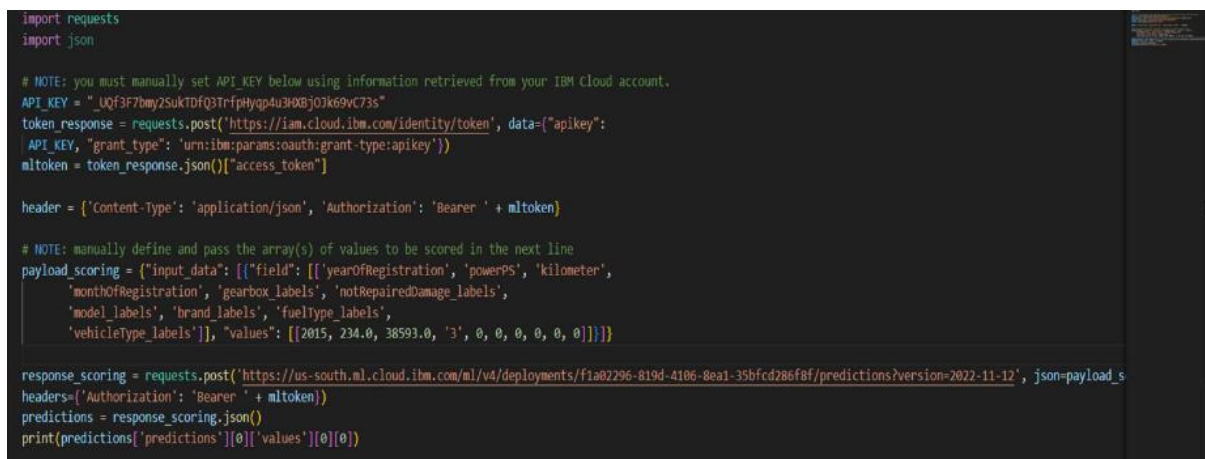 import requests
import json
# NOTE: you must manually set API_KEY below using information retrieved from your IBM Cloud account.
API_KEY = "_UQf3F7bmy2SukTDfQ3TrfpHyqp4u3HXBjOJk69vC73s"
token_response = requests.post('https://iam.cloud.ibm.com/identity/token', data={"apikey":
API_KEY, "grant_type": 'urn:ibm:params:oauth:grant-type:apikey'})
mltoken = token_response.json()["access_token"]
header = {'Content-Type': 'application/json', 'Authorization': 'Bearer ' + mltoken}
# NOTE: manually define and pass the array(s) of values to be scored in the next line
payload_scoring = {"input_data": [{"field": [['yearOfRegistration', 'powerPS', 'kilometer',
'monthOfRegistration', 'gearbox_labels', 'notRepairedDamage_labels',
'model_labels', 'brand_labels', 'fuelType_labels',
'vehicleType_labels']], "values": [[2015, 234.0, 38593.0, '3', 0, 0, 0, 0, 0, 0]]}]}
response_scoring = requests.post('https://us-south.ml.cloud.ibm.com/ml/v4/deployments/f1a02296-819d-4106-8ea1-35bfcd286f8f/predictions?version=2022-11-12', json=payload_s
headers={'Authorization': 'Bearer ' + mltoken})
predictions = response_scoring.json()
print(predictions['predictions'][0]['values'][0][0])